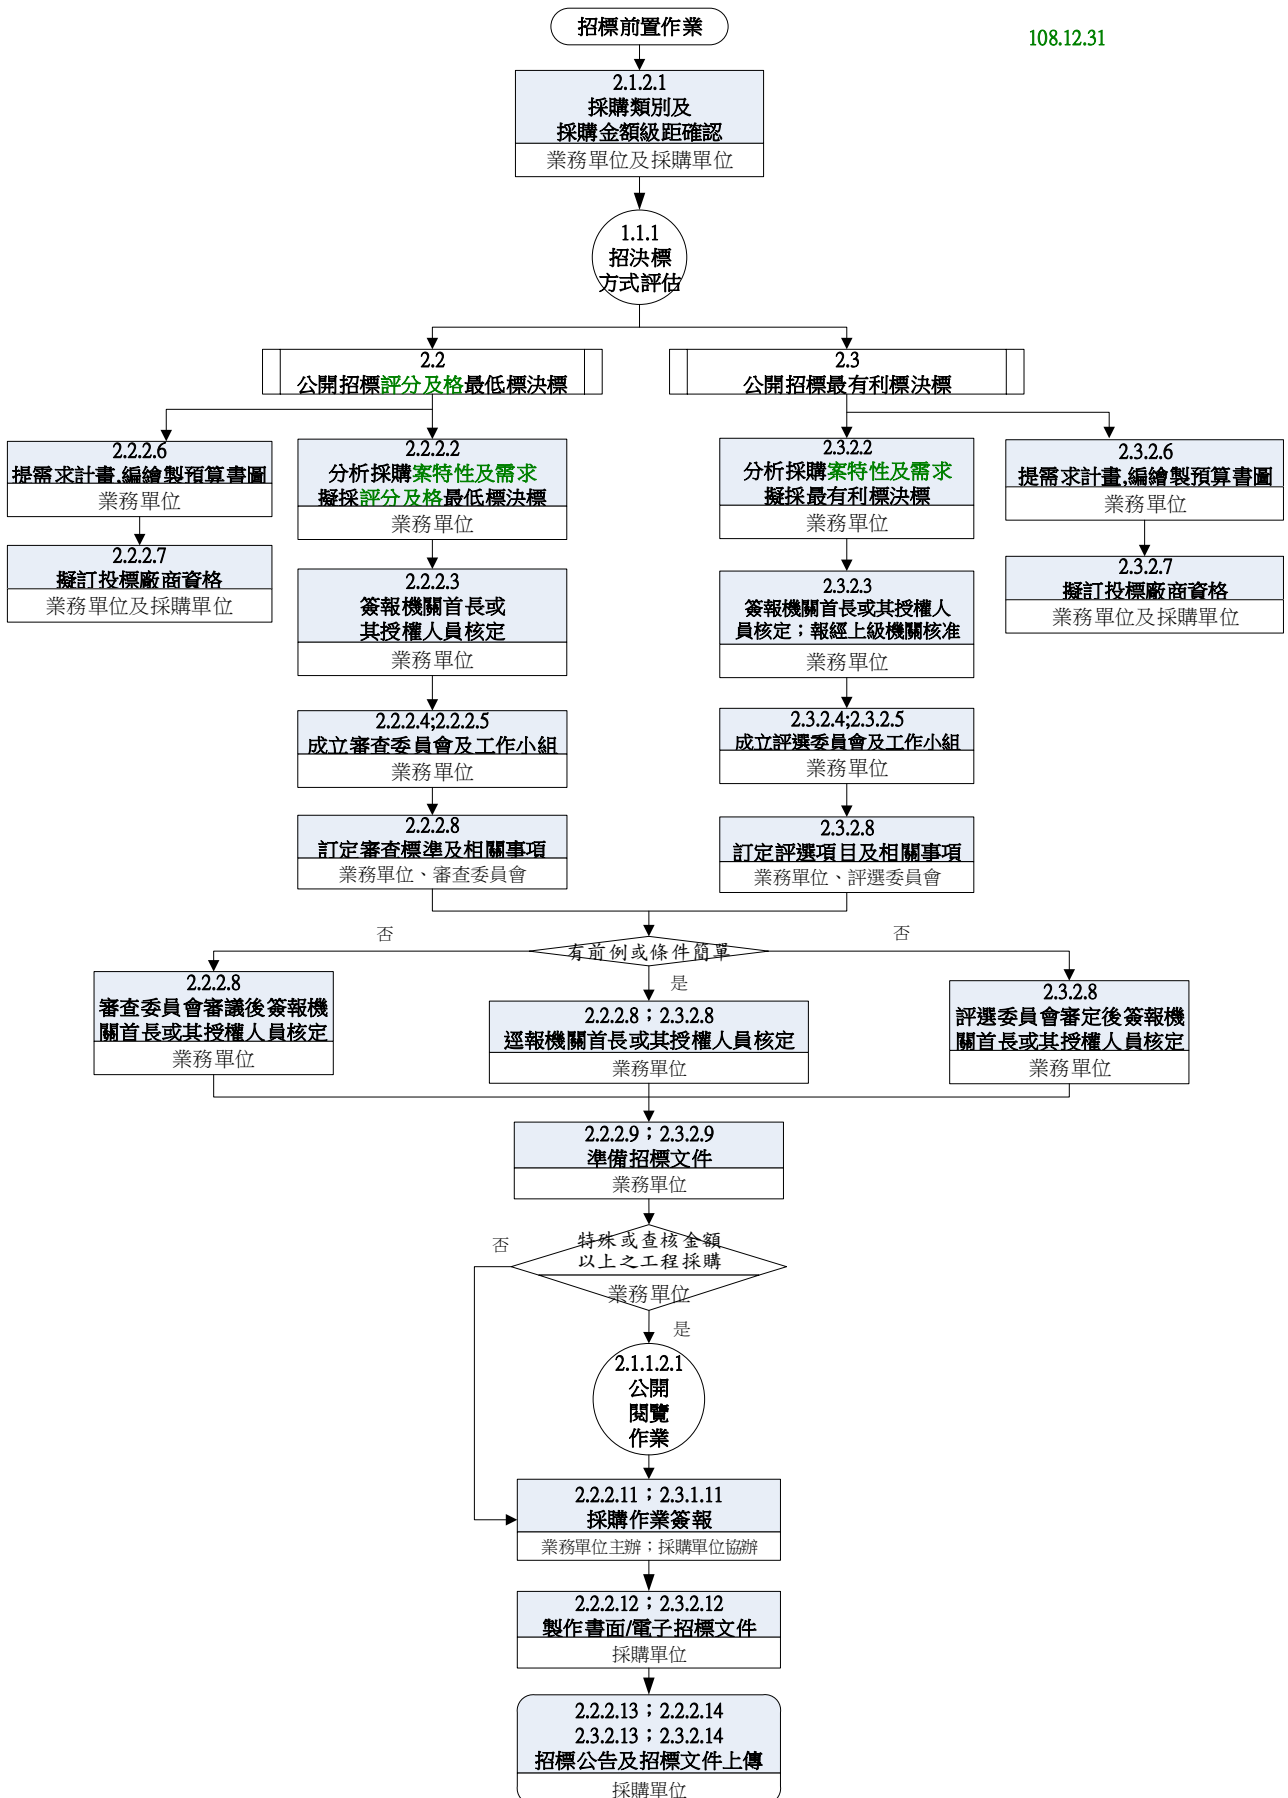 招標前置作業
108.12.31
2.1.2.1
採購類別及
採購金額級距確認
業務單位及採購單位
1.1.1
招決標
方式評估
2.2
公開招標評分及格最低標決標
2.3
公開招標最有利標決標
2.2.2.6
提需求計畫,編繪製預算書圖
業務單位
2.2.2.2
分析採購案特性及需求
擬採評分及格最低標決標
業務單位
2.3.2.2
分析採購案特性及需求
擬採最有利標決標
業務單位
2.3.2.6
提需求計畫,編繪製預算書圖
業務單位
2.2.2.7
擬訂投標廠商資格
業務單位及採購單位
2.2.2.3
簽報機關首長或
其授權人員核定
業務單位
2.3.2.3
簽報機關首長或其授權人
員核定；報經上級機關核准
業務單位
2.3.2.7
擬訂投標廠商資格
業務單位及採購單位
2.2.2.4;2.2.2.5
成立審查委員會及工作小組
業務單位
2.3.2.4;2.3.2.5
成立評選委員會及工作小組
業務單位
2.2.2.8
訂定審查標準及相關事項
業務單位、審查委員會
2.3.2.8
訂定評選項目及相關事項
業務單位、評選委員會
否
有前例或條件簡單
否
是
2.2.2.8
審查委員會審議後簽報機
關首長或其授權人員核定
業務單位
2.2.2.8；2.3.2.8
逕報機關首長或其授權人員核定
業務單位
2.3.2.8
評選委員會審定後簽報機
關首長或其授權人員核定
業務單位
2.2.2.9；2.3.2.9
準備招標文件
業務單位
否
特殊或查核金額
以上之工程採購
業務單位
是
2.1.1.2.1
公開
閱覽
作業
2.2.2.11；2.3.1.11
採購作業簽報
業務單位主辦；採購單位協辦
2.2.2.12；2.3.2.12
製作書面/電子招標文件
採購單位
2.2.2.13；2.2.2.14
2.3.2.13；2.3.2.14
招標公告及招標文件上傳
採購單位